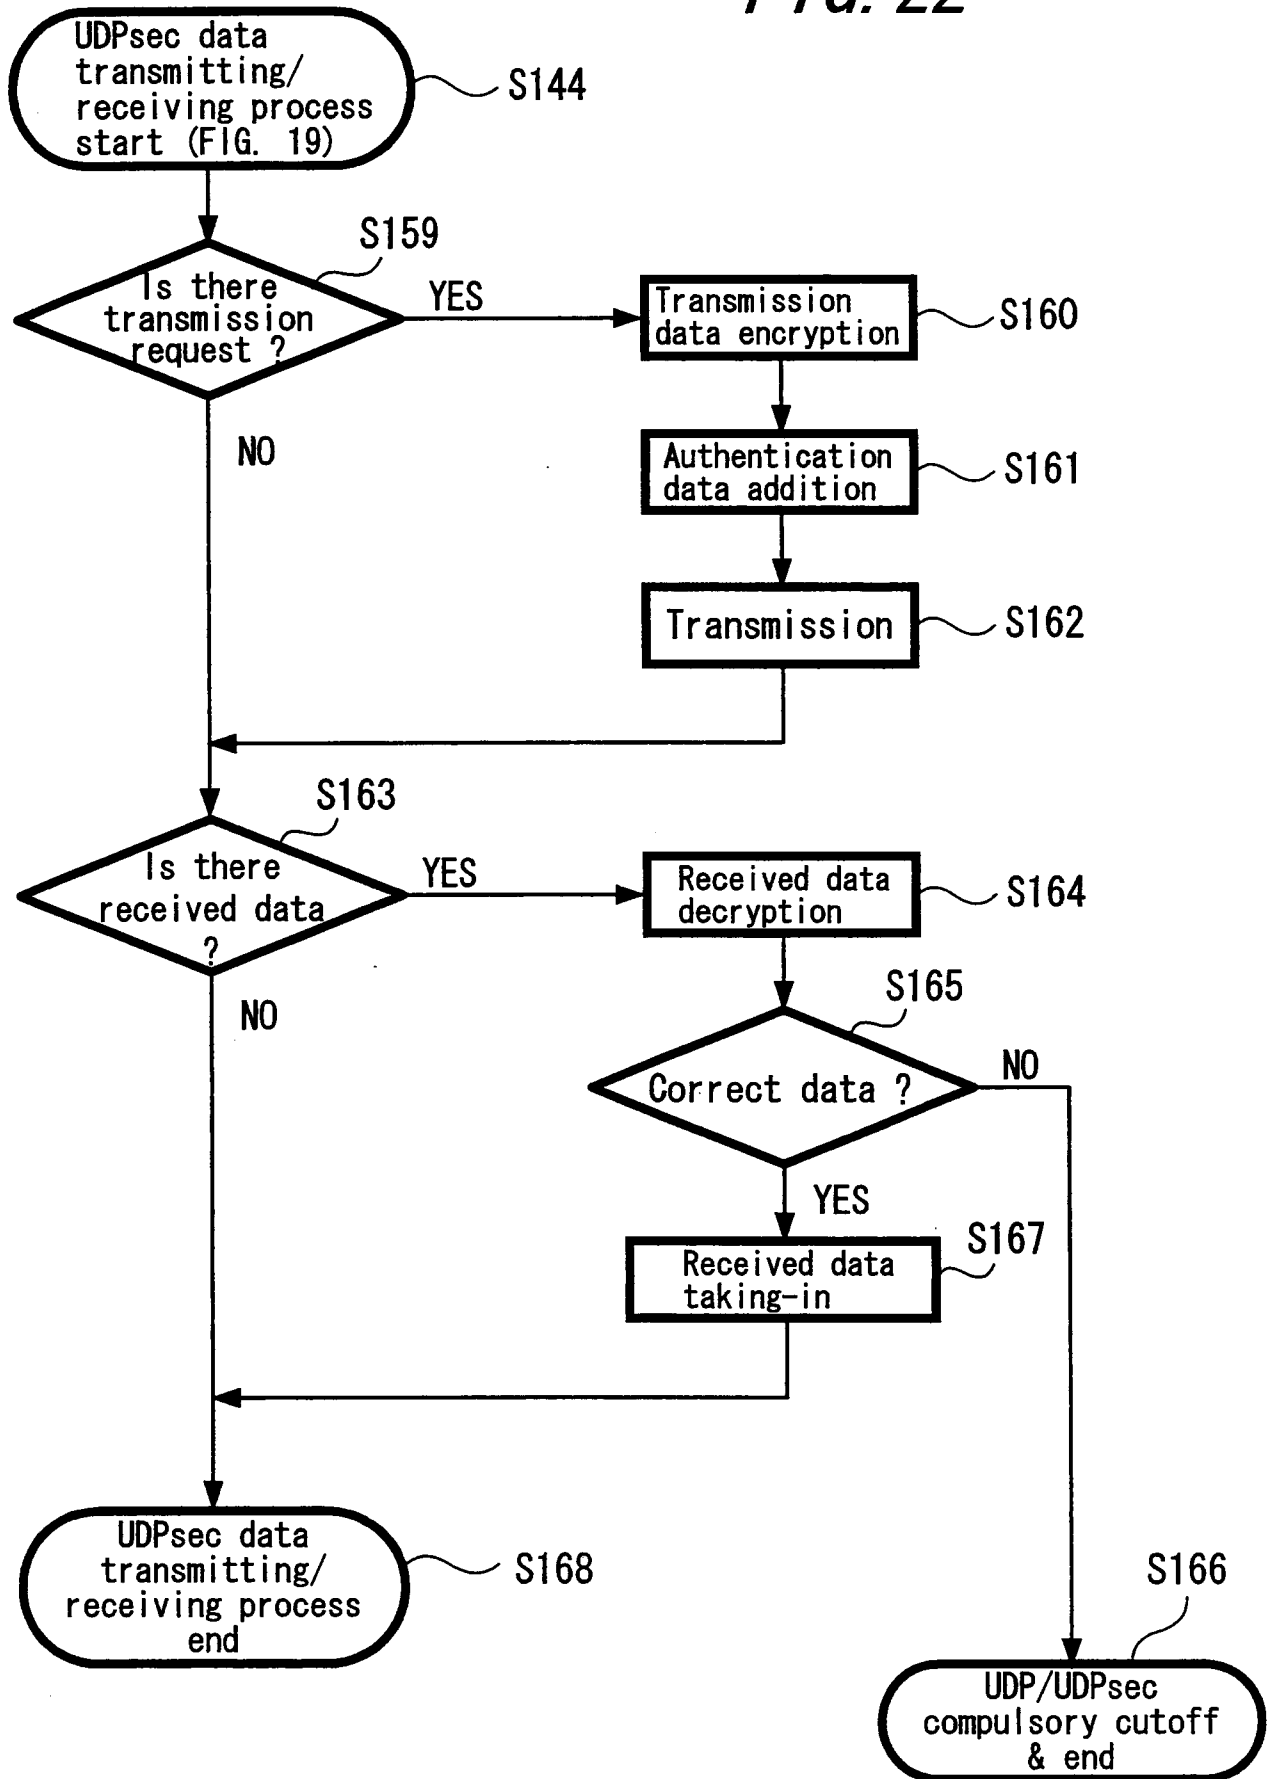 FIG. 22
UDPsec data
transmitting/
receiving process
start (FIG. 19)
S144
S159
Is there
transmission
request ?
YES
NO
Transmission
data encryption
S160
Authentication
data addition
S161
Transmission
S162
S163
Is there
received data
?
YES
NO
Received data
decryption
S164
S165
Correct data ?
NO
YES
S167
Received data
taking-in
UDPsec data
transmitting/
receiving process
end
S168
S166
UDP/UDPsec
compulsory cutoff
& end